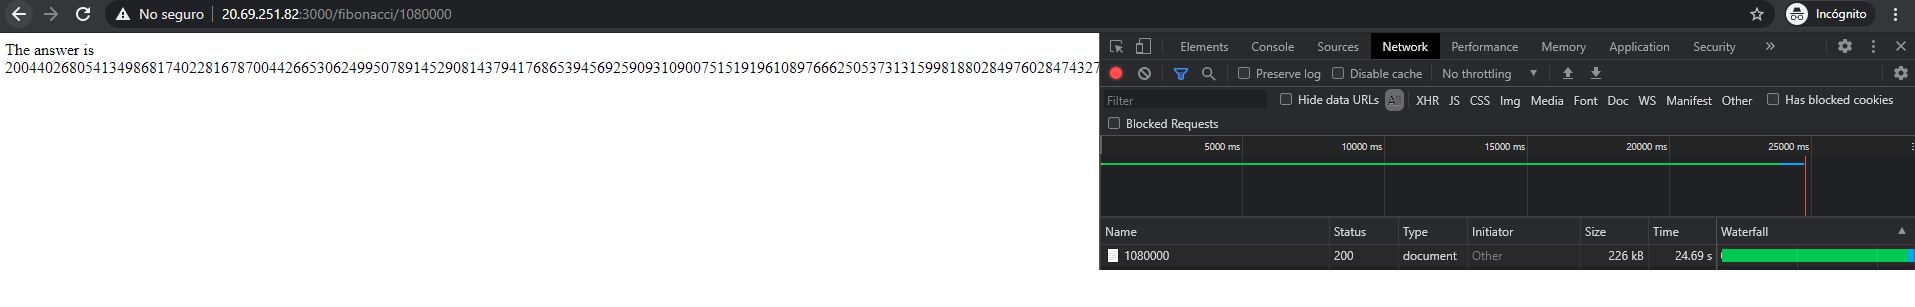 No seguro 20.69.251.82:3000/fibonacci/1080000 Incógnito
The answer is
20044026805413498681740228167870044266530624995078914529081437941768653945692590931090075151919610897666250537313159981880284976028474327
Elements Console Sources Network Performance Memory Application Security »
Preserve log Disable cache No throttling
Filter Hide data URLs All XHR JS CSS Img Media Font Doc WS Manifest Other Has blocked cookies
Blocked Requests
5000 ms 10000 ms 15000 ms 20000 ms 25000 ms
Name Status Type Initiator Size Time Waterfall
1080000 200 document Other 226 kB 24.69 s